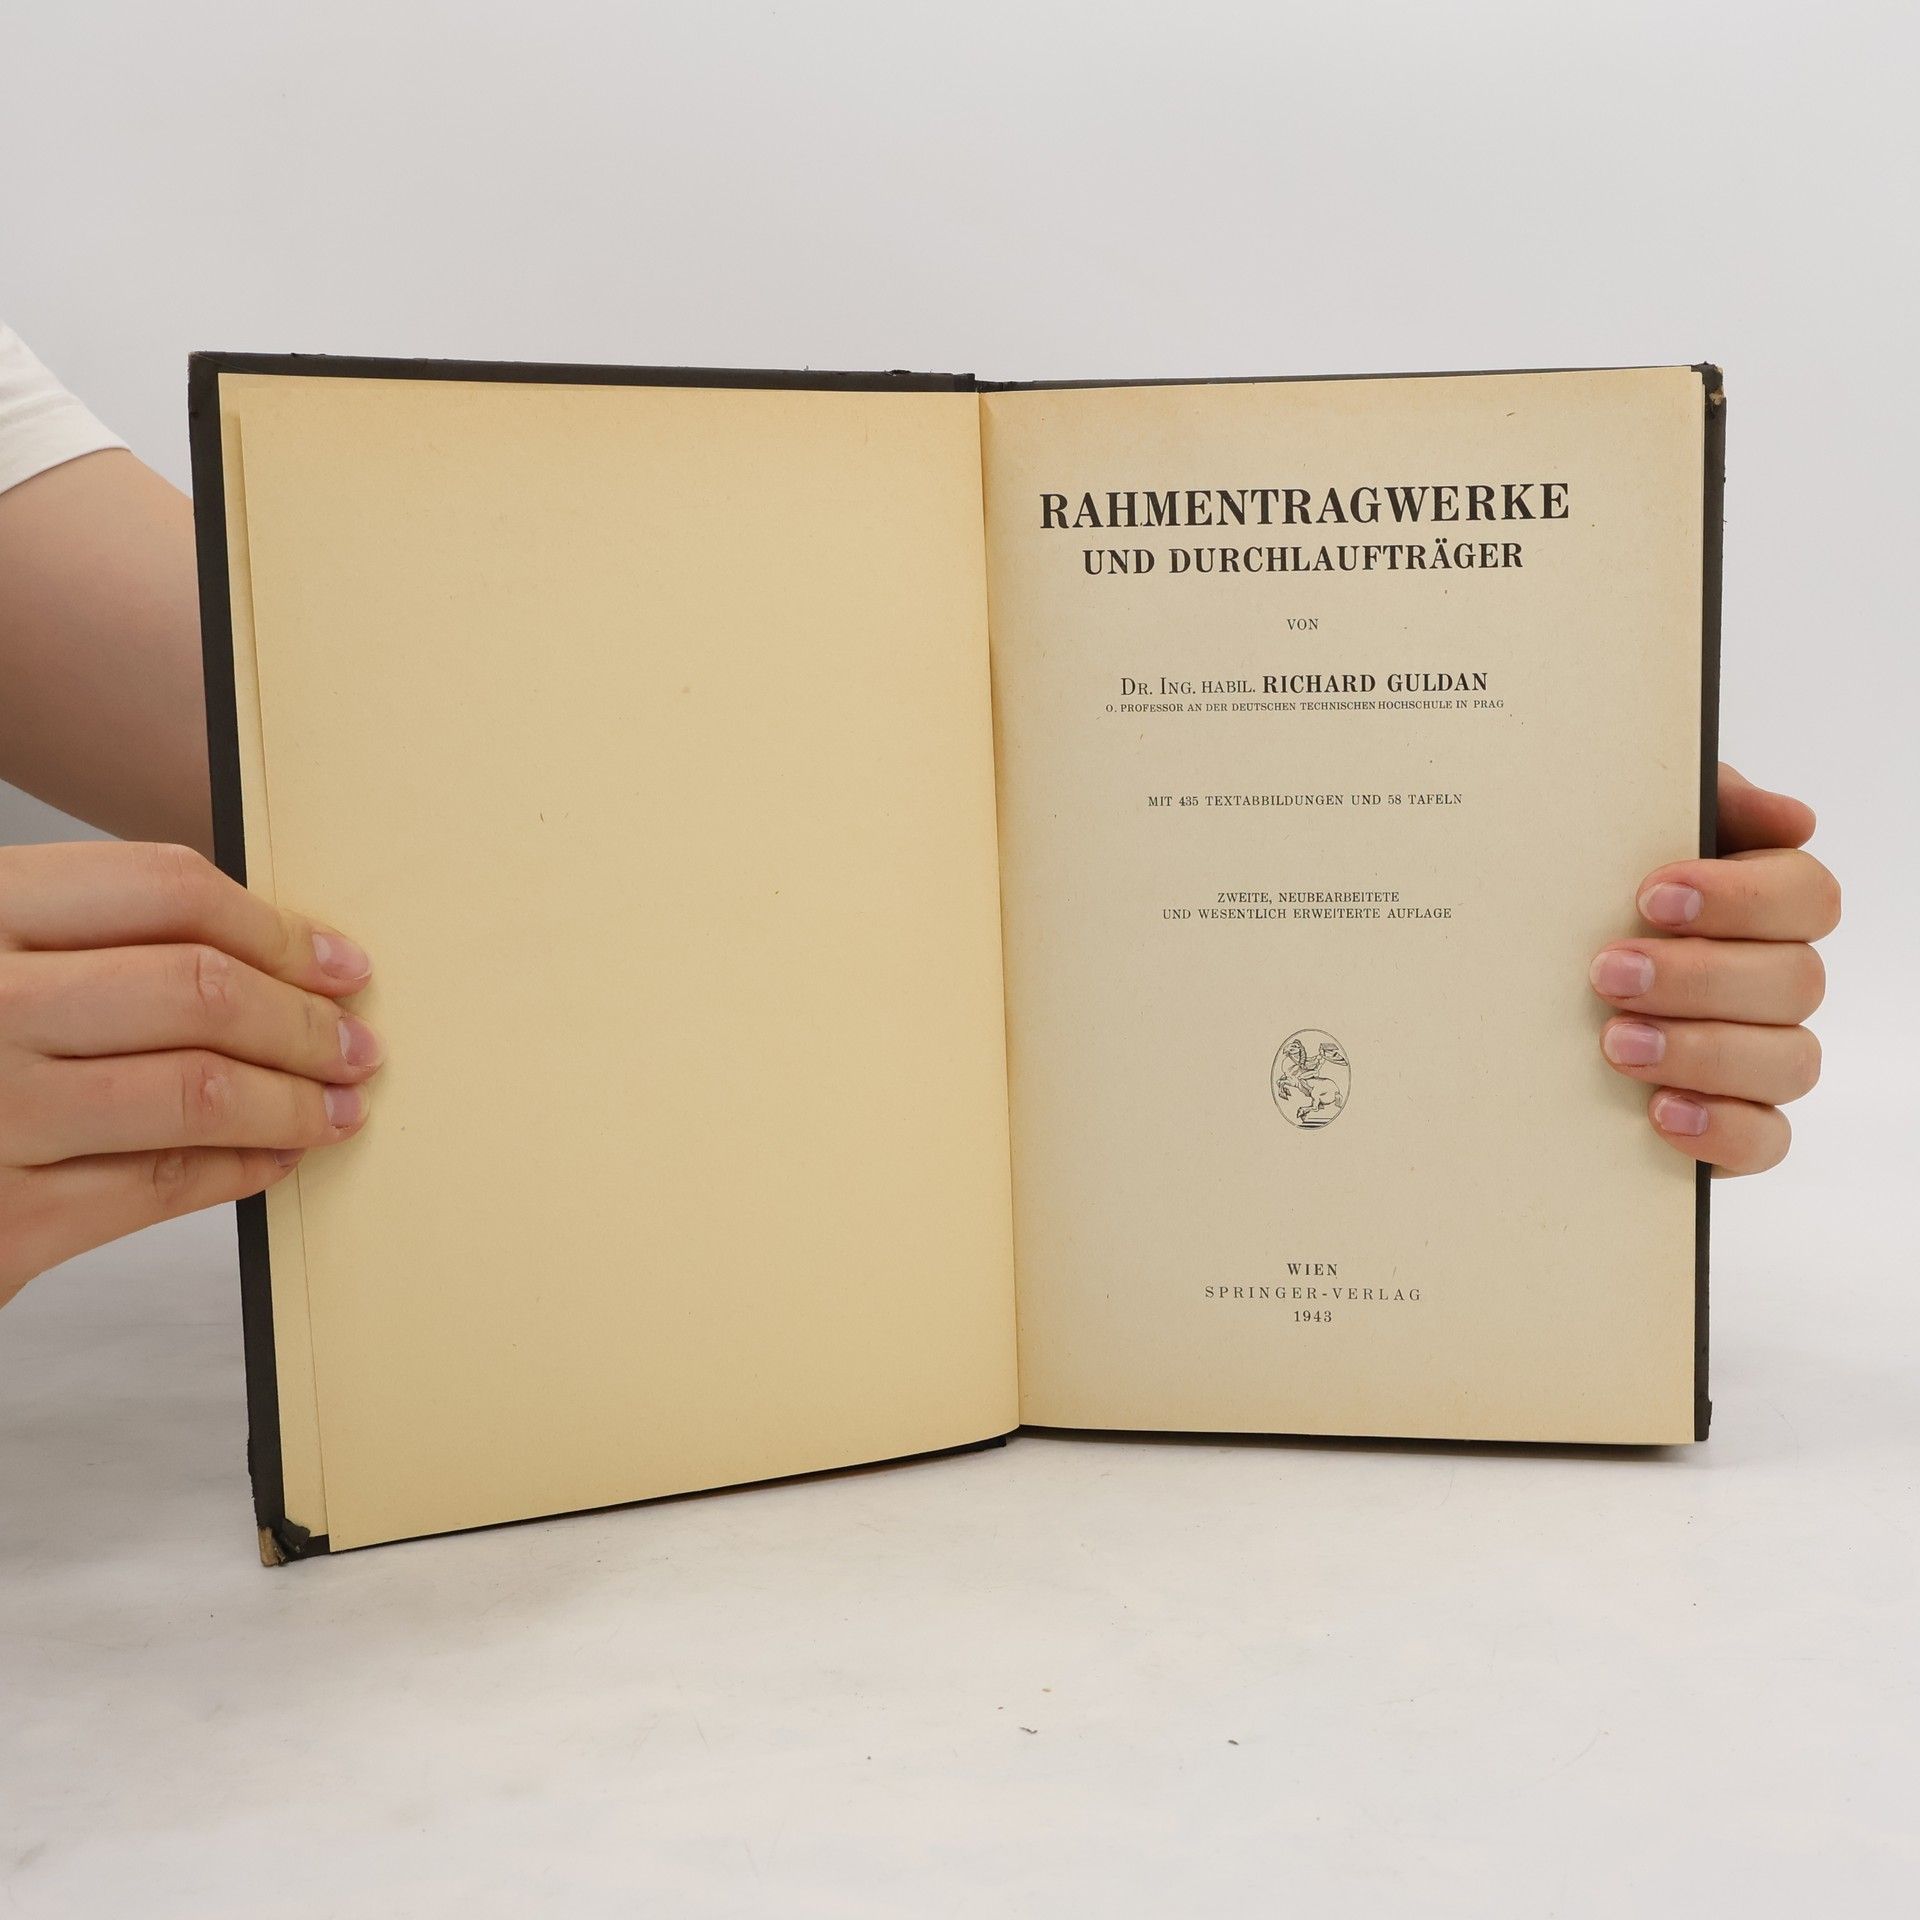 RAHMENTRAGWERKE
UND DURCHLAUFTRÄGER
VON
DR. ING. HABIL. RICHARD GULDAN
O. PROFESSOR AN DER DEUTSCHEN TECHNISCHEN HOCHSCHULE IN PRAG
MIT 435 TEXTABBILDUNGEN UND 58 TAFELN
ZWEITE, NEUBEARBEITETE
UND WESENTLICH ERWEITERTE AUFLAGE
WIEN
SPRINGER-VERLAG
1943